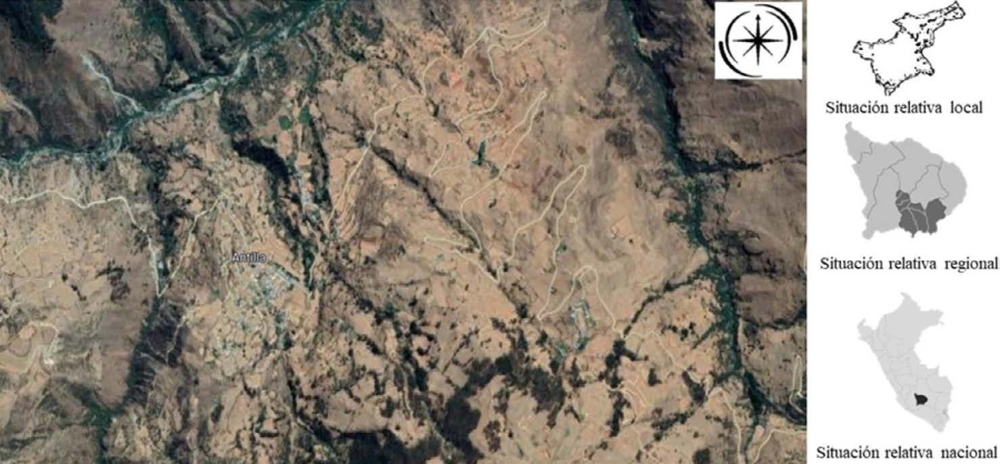 Antilla
Situación relativa local
Situación relativa regional
Situación relativa nacional